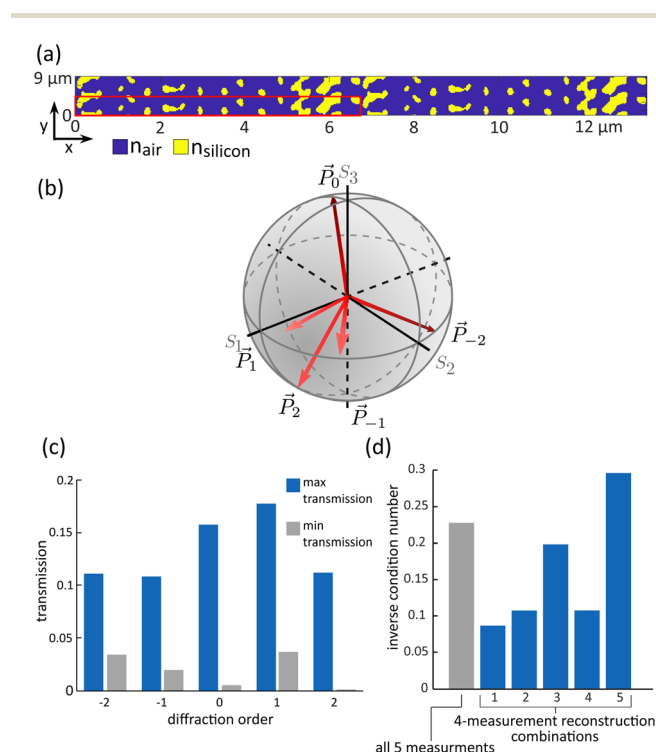 (a)
9 μm
0
y
x
0 2 4 6 8 10 12 μm
n_air n_silicon
(b)
P⃗_0 S_3
S_1
P⃗_1
P⃗_2
P⃗_-1
P⃗_-2
S_2
(c)
0.2
0.15
0.1
0.05
0
transmission
max
transmission
min
transmission
-2 -1 0 1 2
diffraction order
(d)
0.3
0.25
0.2
0.15
0.1
0.05
0
inverse condition number
1 2 3 4 5
4-measurement reconstruction
combinations
all 5 measurments